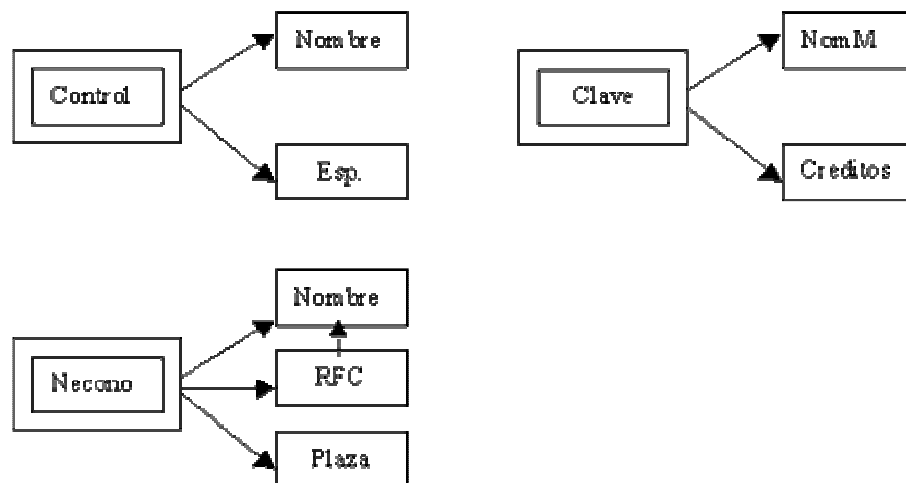 Control
Nombre
Esp.
Clave
NomM
Creditos
Necono
Nombre
RFC
Plaza